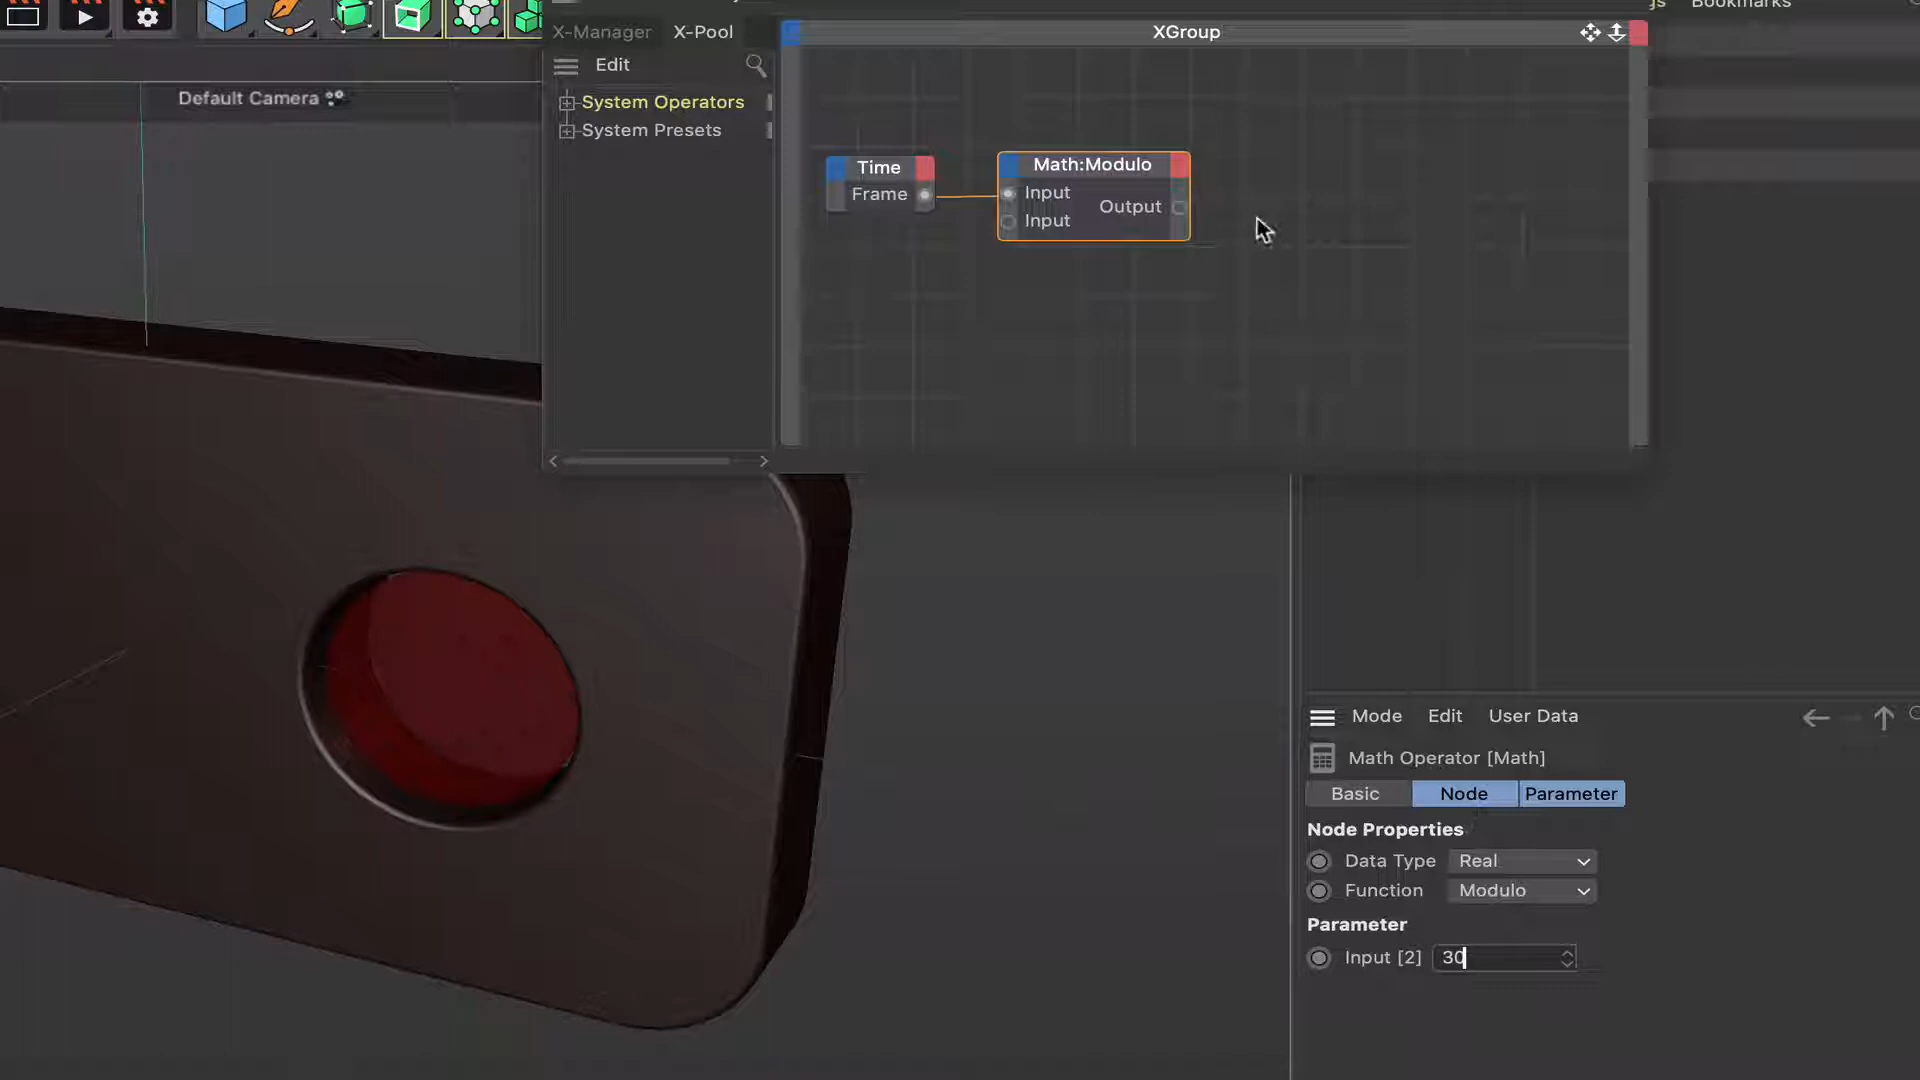 Bookmarks
X-Manager X-Pool
XGroup
Edit
System Operators
System Presets
Default Camera
Time
Frame
Math:Modulo
Input
Output
Input
Mode Edit User Data
Math Operator [Math]
Basic Node Parameter
Node Properties
Data Type Real
Function Modulo
Parameter
Input [2] 30